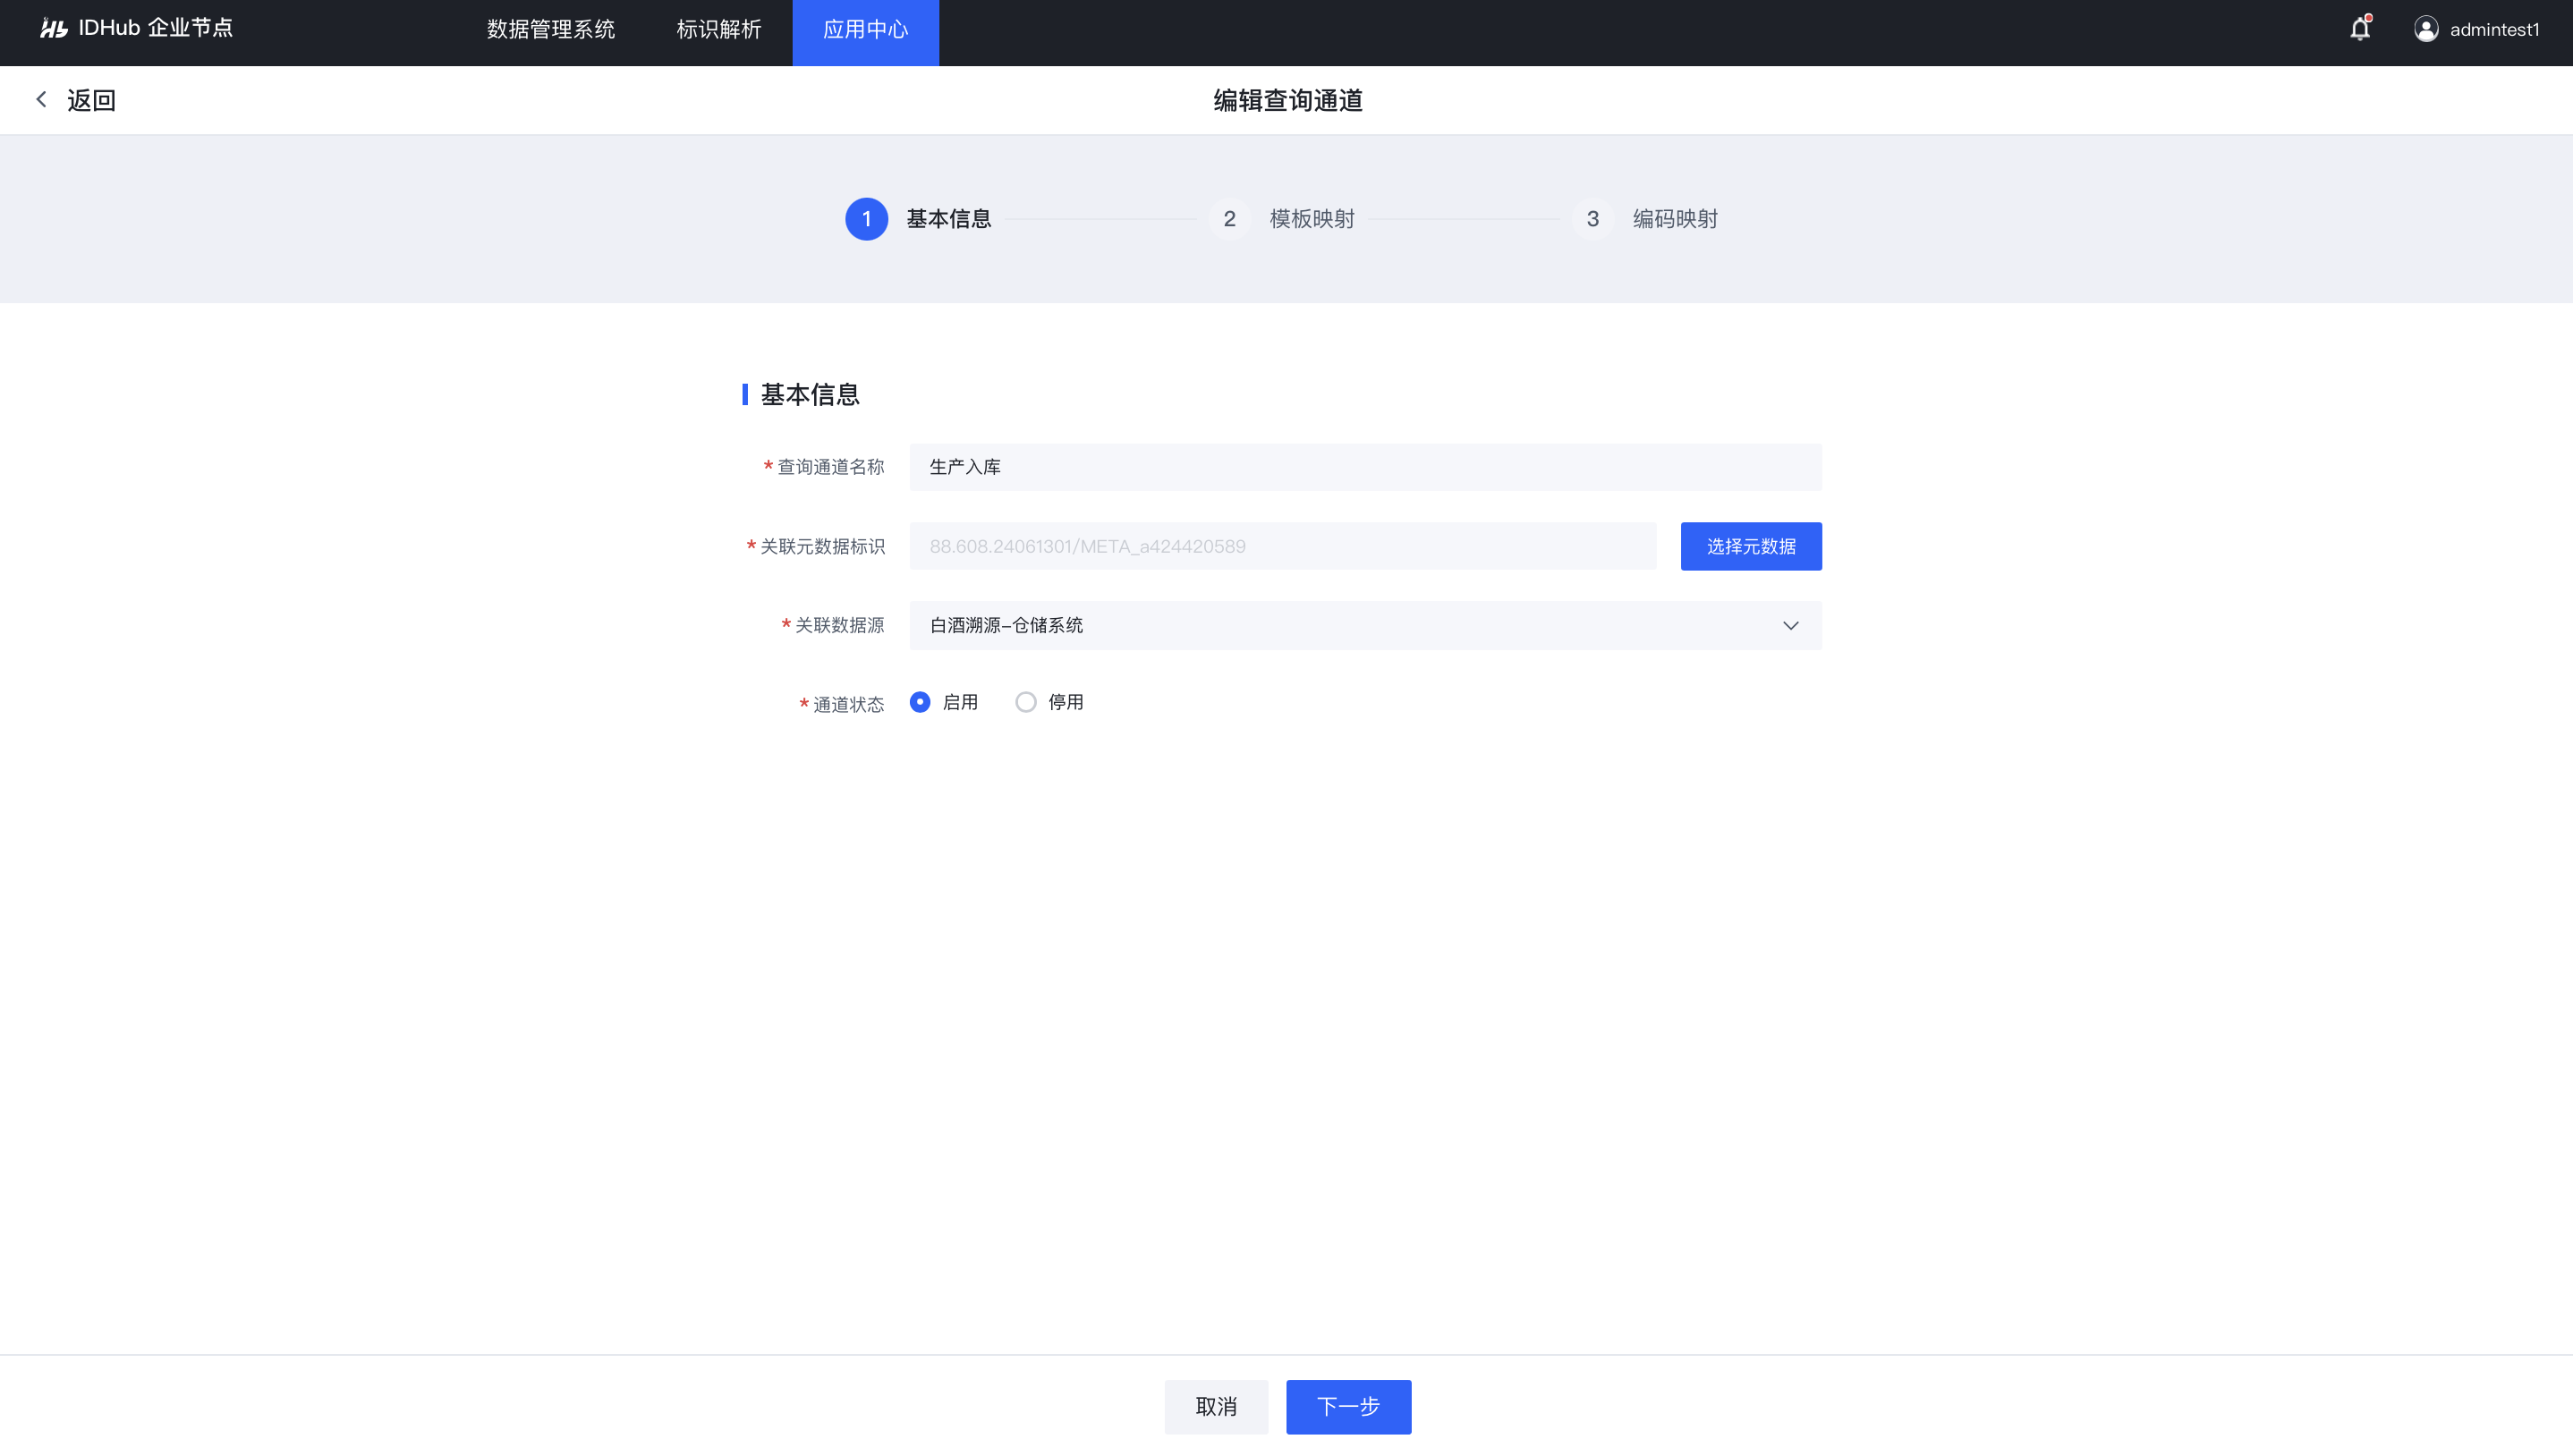 IDHub 企业节点 数据管理系统 标识解析 应用中心 admintest1
返回 编辑查询通道
1 基本信息 2 模板映射 3 编码映射
基本信息
* 查询通道名称 生产入库
* 关联元数据标识 88.608.24061301/META_a424420589 选择元数据
* 关联数据源 白酒溯源-仓储系统
* 通道状态 启用 停用
取消 下一步